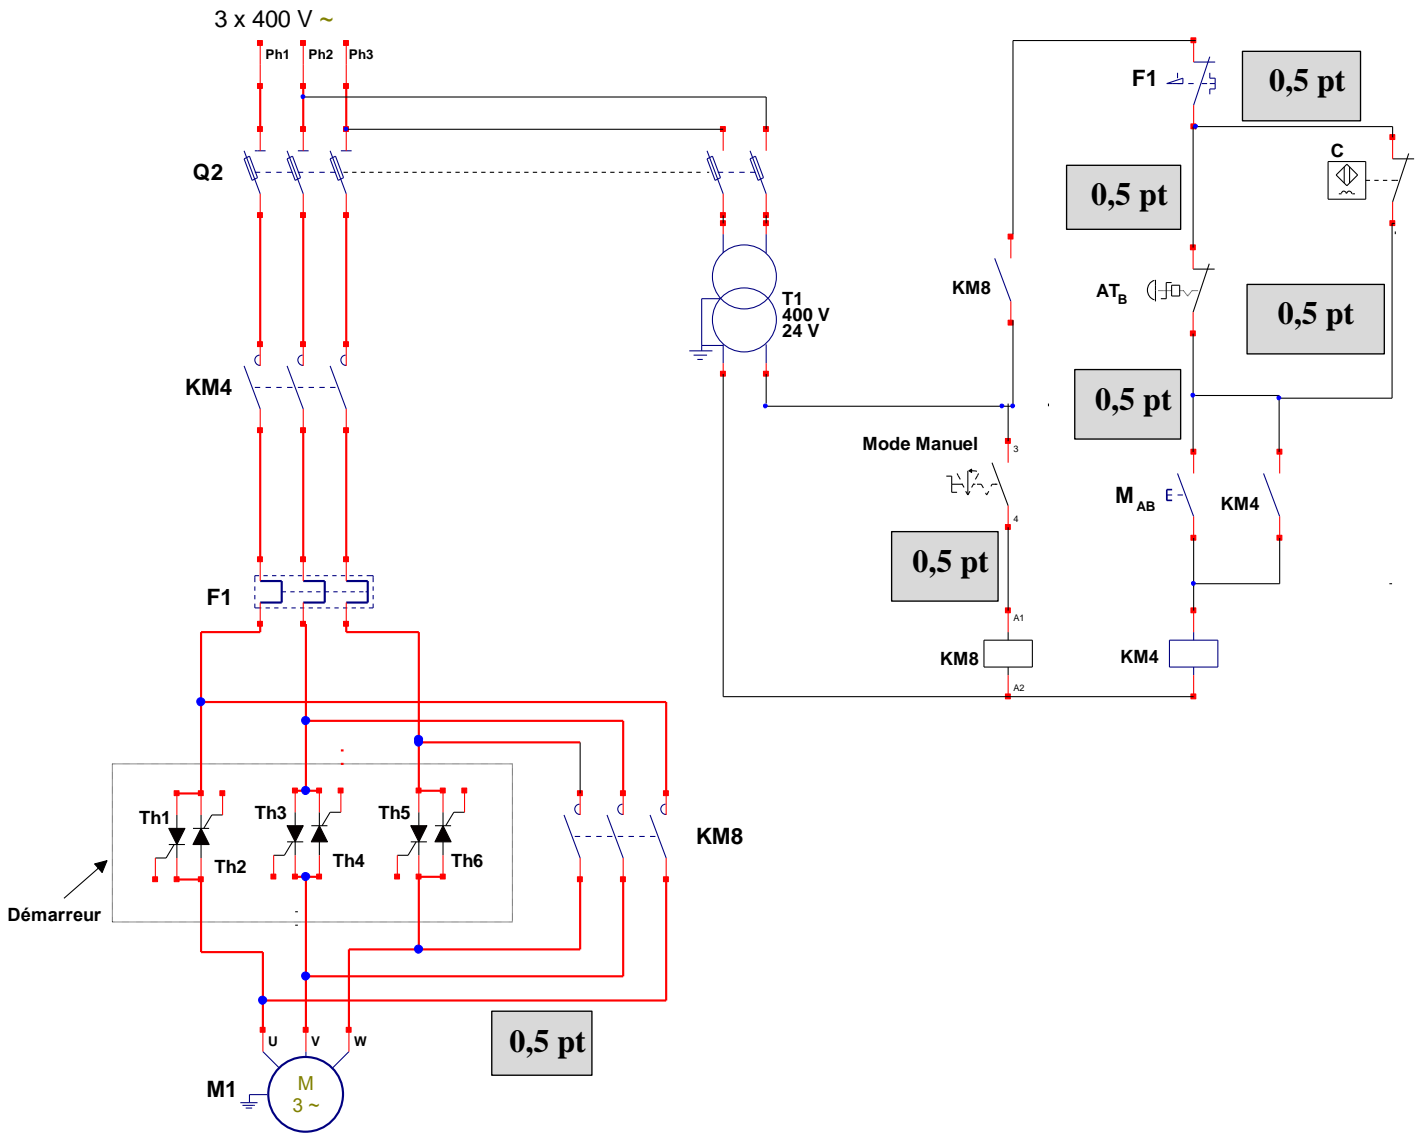 3 x 400 V ~
Ph1
Ph2
Ph3
Q2
KM4
F1
Th1
Th2
Th3
Th4
Th5
Th6
KM8
Démarreur
U
V
W
M1
M
3 ~
0,5 pt
T1
400 V
24 V
KM8
Mode Manuel
3
4
0,5 pt
A1
KM8
A2
F1
0,5 pt
C
0,5 pt
ATB
0,5 pt
0,5 pt
MAB
KM4
KM4